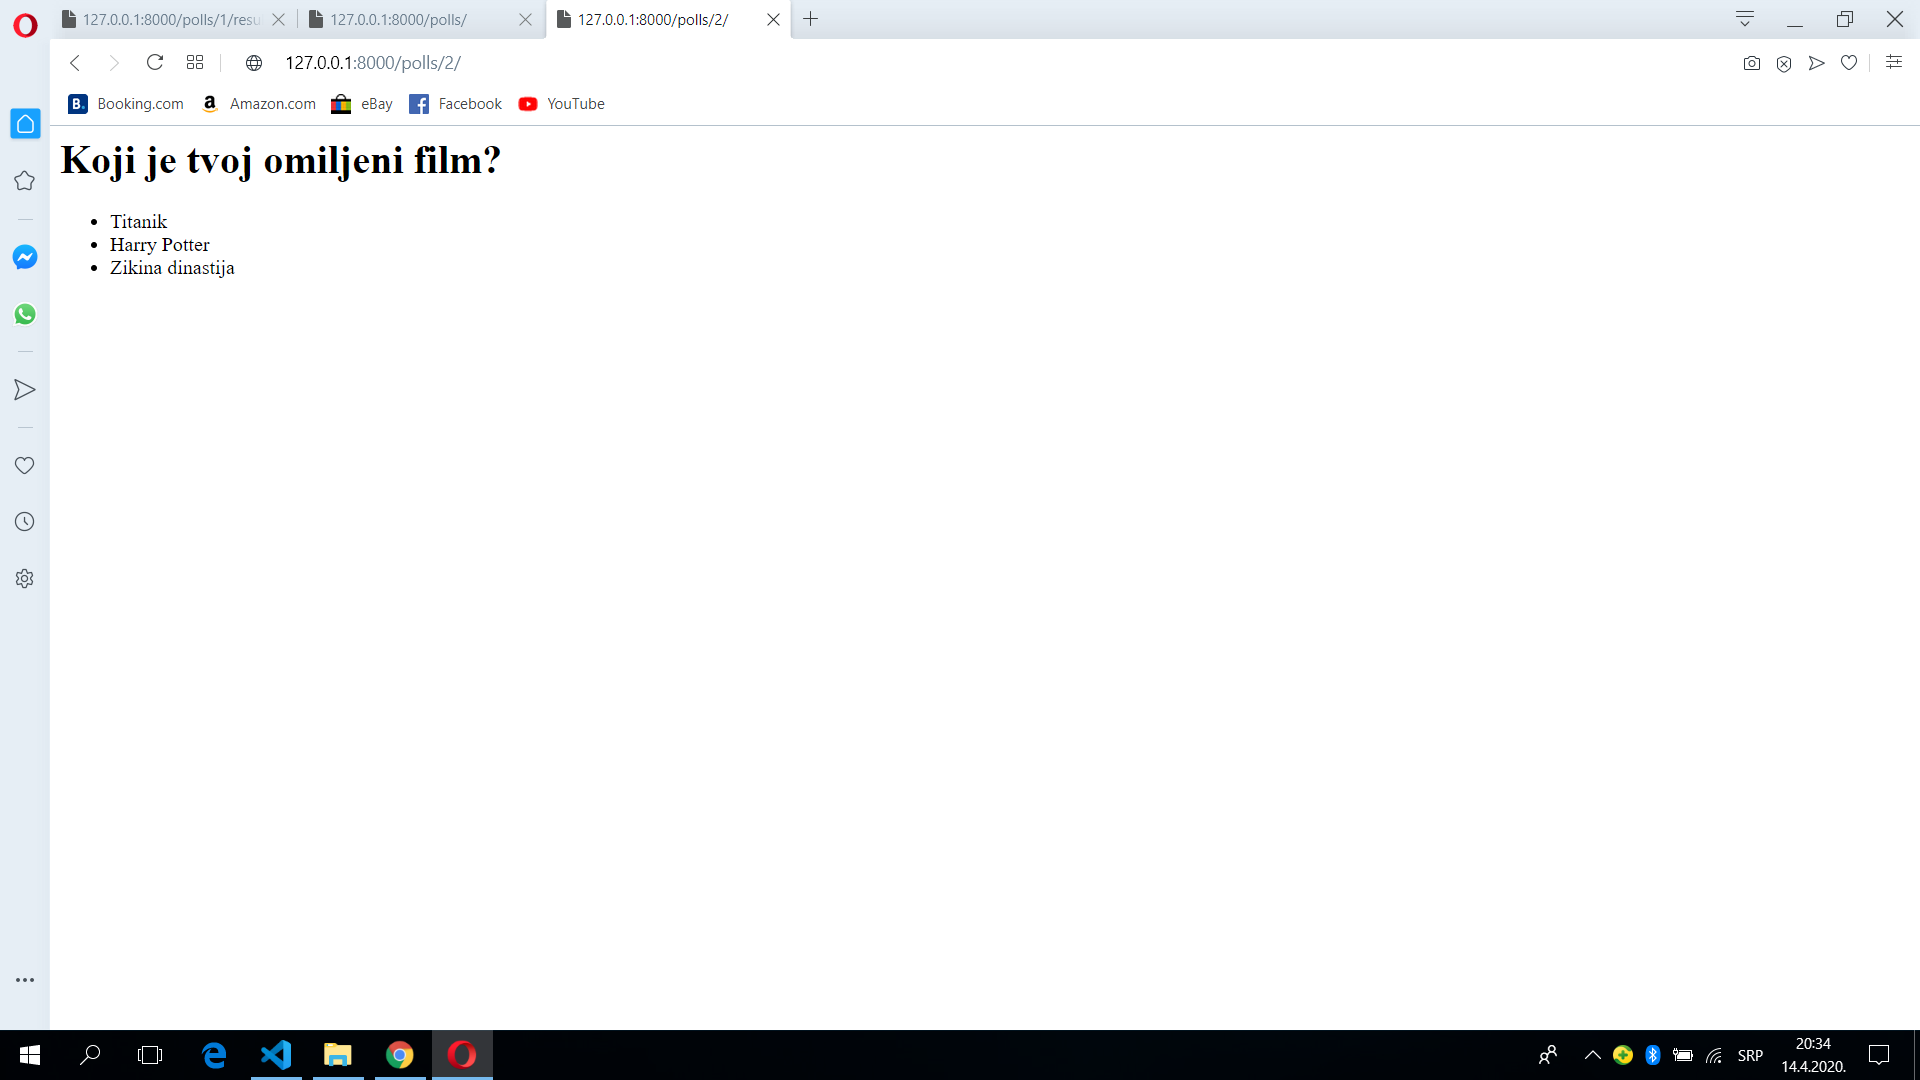 127.0.0.1:8000/polls/1/resu
127.0.0.1:8000/polls/
127.0.0.1:8000/polls/2/
127.0.0.1:8000/polls/2/
B. Booking.com
a Amazon.com
eBay
f Facebook
YouTube
Koji je tvoj omiljeni film?
Titanik
Harry Potter
Zikina dinastija
SRP
20:34
14.4.2020.